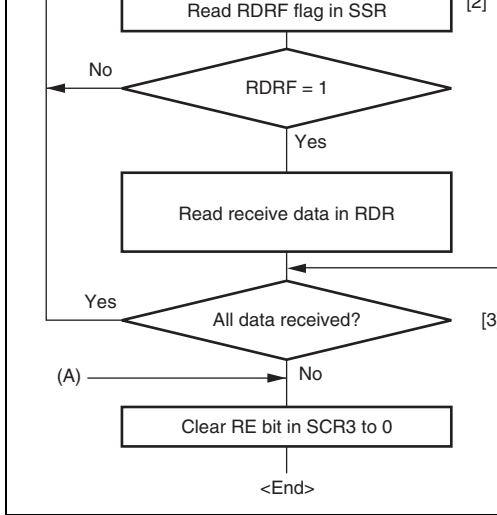 Read RDRF flag in SSR
[2]
No
RDRF = 1
Yes
Read receive data in RDR
Yes
All data received?
[3
(A)
No
Clear RE bit in SCR3 to 0
<End>